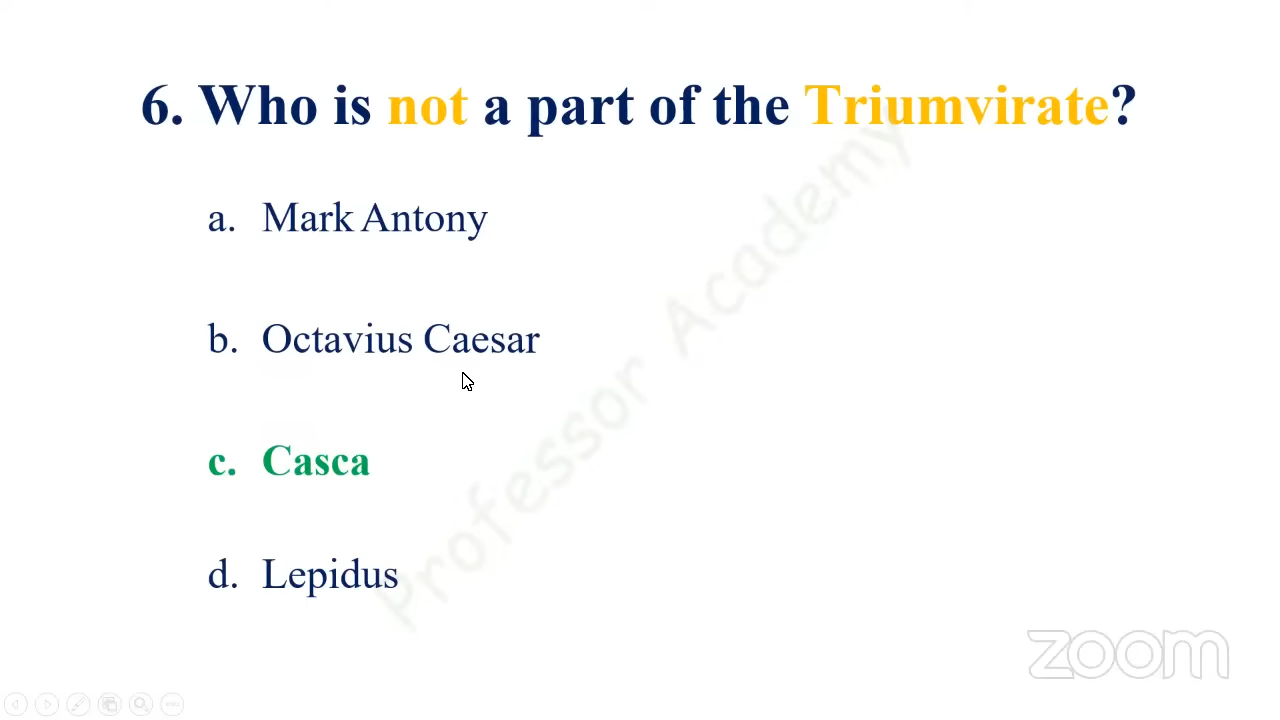 6. Who is not a part of the Triumvirate?
a. Mark Antony
b. Octavius Caesar
c. Casca
d. Lepidus
Professor Academy
zoom